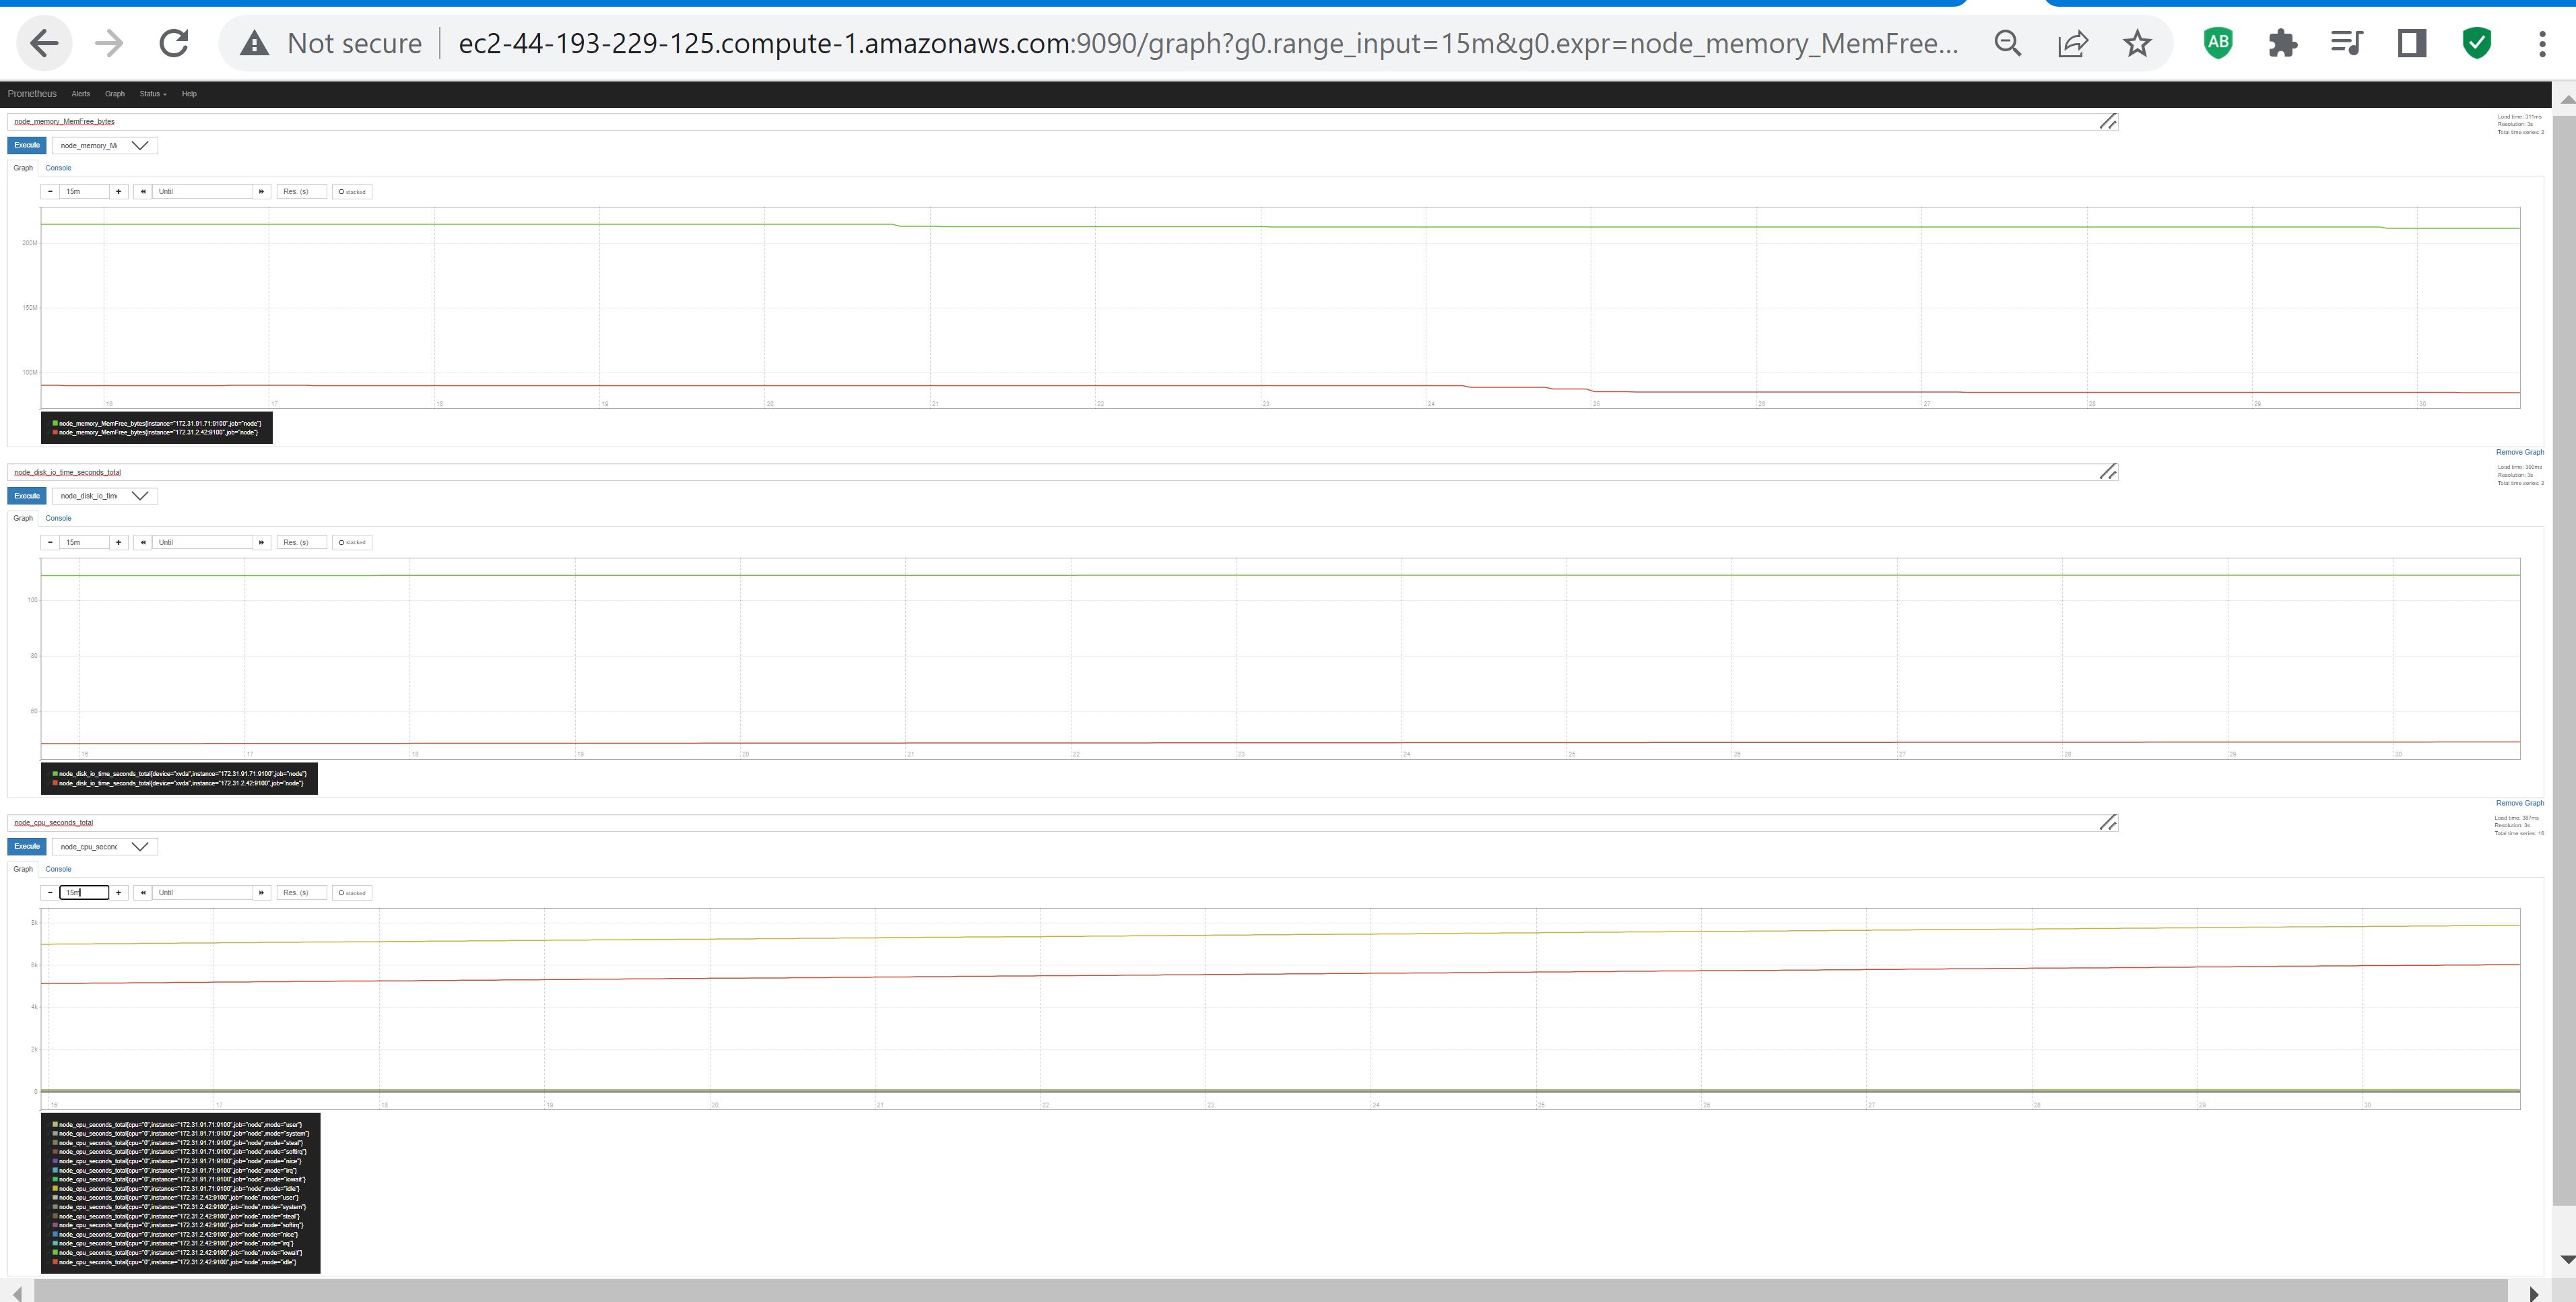 Not secure ec2-44-193-229-125.compute-1.amazonaws.com:9090/graph?g0.range_input=15m&g0.expr=node_memory_MemFree...
AB
Prometheus Alerts Graph Status Help
node_memory_MemFree_bytes
Load time: 311ms
Resolution: 3s
Total time series: 2
Execute node_memory_M
Graph Console
- 15m + Until Res. (s) stacked
200M
150M
100M
16 17 18 19 20 21 22 23 24 25 26 27 28 29 30
node_memory_MemFree_bytes{instance="172.31.91.71:9100",job="node"}
node_memory_MemFree_bytes{instance="172.31.2.42:9100",job="node"}
Remove Graph
node_disk_io_time_seconds_total
Load time: 300ms
Resolution: 3s
Total time series: 2
Execute node_disk_io_tim
Graph Console
- 15m + Until Res. (s) stacked
100
80
60
16 17 18 19 20 21 22 23 24 25 26 27 28 29 30
node_disk_io_time_seconds_total{device="xvda",instance="172.31.91.71:9100",job="node"}
node_disk_io_time_seconds_total{device="xvda",instance="172.31.2.42:9100",job="node"}
Remove Graph
node_cpu_seconds_total
Load time: 387ms
Resolution: 3s
Total time series: 16
Execute node_cpu_second
Graph Console
- 15m + Until Res. (s) stacked
8k
6k
4k
2k
0
16 17 18 19 20 21 22 23 24 25 26 27 28 29 30
node_cpu_seconds_total{cpu="0",instance="172.31.91.71:9100",job="node",mode="user"}
node_cpu_seconds_total{cpu="0",instance="172.31.91.71:9100",job="node",mode="system"}
node_cpu_seconds_total{cpu="0",instance="172.31.91.71:9100",job="node",mode="steal"}
node_cpu_seconds_total{cpu="0",instance="172.31.91.71:9100",job="node",mode="softirq"}
node_cpu_seconds_total{cpu="0",instance="172.31.91.71:9100",job="node",mode="nice"}
node_cpu_seconds_total{cpu="0",instance="172.31.91.71:9100",job="node",mode="irq"}
node_cpu_seconds_total{cpu="0",instance="172.31.91.71:9100",job="node",mode="iowait"}
node_cpu_seconds_total{cpu="0",instance="172.31.91.71:9100",job="node",mode="idle"}
node_cpu_seconds_total{cpu="0",instance="172.31.2.42:9100",job="node",mode="user"}
node_cpu_seconds_total{cpu="0",instance="172.31.2.42:9100",job="node",mode="system"}
node_cpu_seconds_total{cpu="0",instance="172.31.2.42:9100",job="node",mode="steal"}
node_cpu_seconds_total{cpu="0",instance="172.31.2.42:9100",job="node",mode="softirq"}
node_cpu_seconds_total{cpu="0",instance="172.31.2.42:9100",job="node",mode="nice"}
node_cpu_seconds_total{cpu="0",instance="172.31.2.42:9100",job="node",mode="irq"}
node_cpu_seconds_total{cpu="0",instance="172.31.2.42:9100",job="node",mode="iowait"}
node_cpu_seconds_total{cpu="0",instance="172.31.2.42:9100",job="node",mode="idle"}